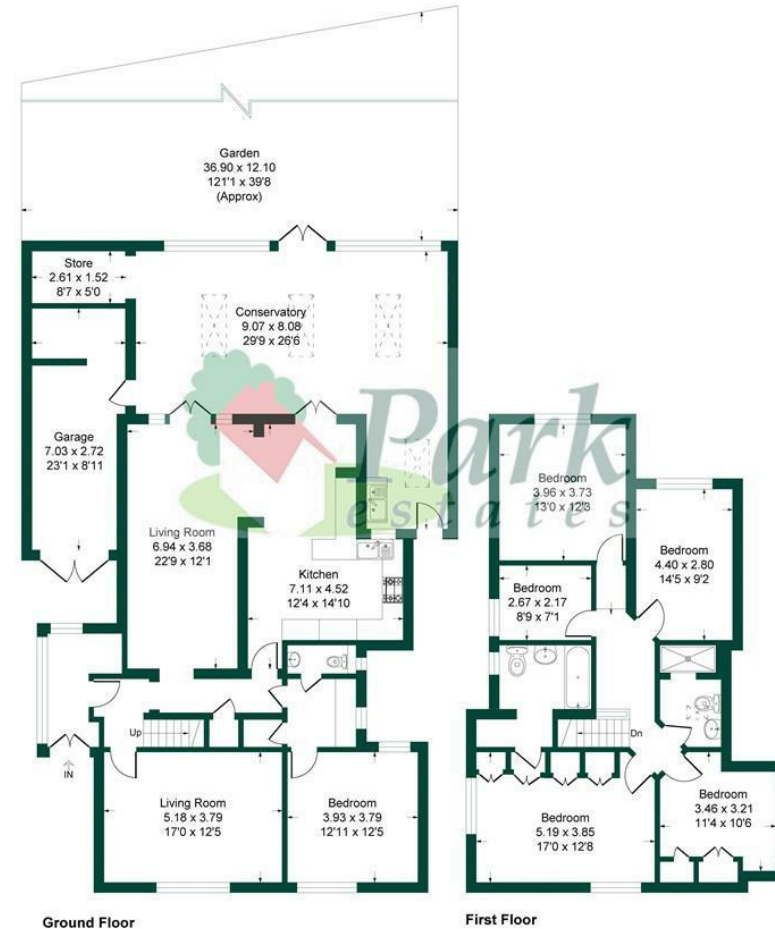 Garden
36.90 x 12.10
121'1 x 39'8
(Approx)
Store
2.61 x 1.52
8'7 x 5'0
Conservatory
9.07 x 8.08
29'9 x 26'6
Garage
7.03 x 2.72
23'1 x 8'11
Living Room
6.94 x 3.68
22'9 x 12'1
Kitchen
7.11 x 4.52
12'4 x 14'10
Park
estates
Up
IN
Living Room
5.18 x 3.79
17'0 x 12'5
Bedroom
3.93 x 3.79
12'11 x 12'5
Ground Floor
Bedroom
3.96 x 3.73
13'0 x 12'3
Bedroom
4.40 x 2.80
14'5 x 9'2
Bedroom
2.67 x 2.17
8'9 x 7'1
Dn
Bedroom
5.19 x 3.85
17'0 x 12'8
Bedroom
3.46 x 3.21
11'4 x 10'6
First Floor